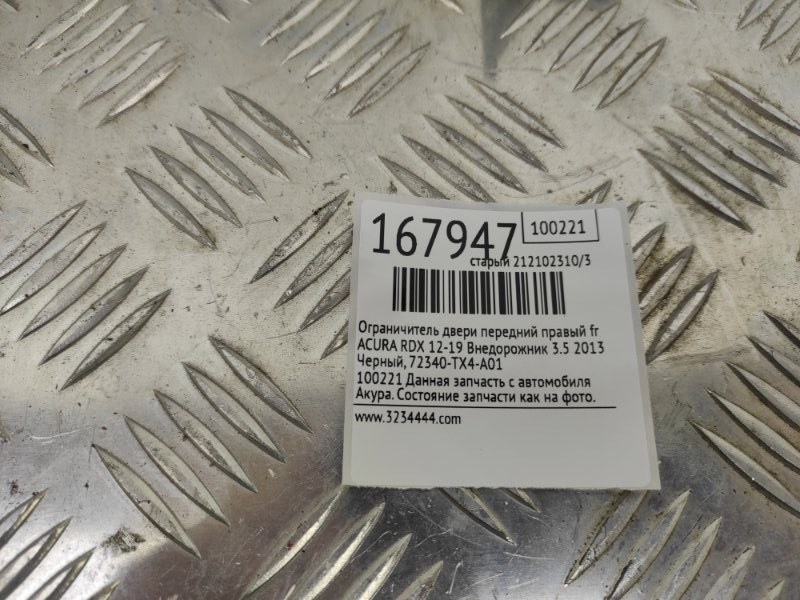 167947 100221
старый 212102310/3
Ограничитель двери передний правый fr
ACURA RDX 12-19 Внедорожник 3.5 2013
Черный, 72340-TX4-A01
100221 Данная запчасть с автомобиля
Акура. Состояние запчасти как на фото.
www.3234444.com